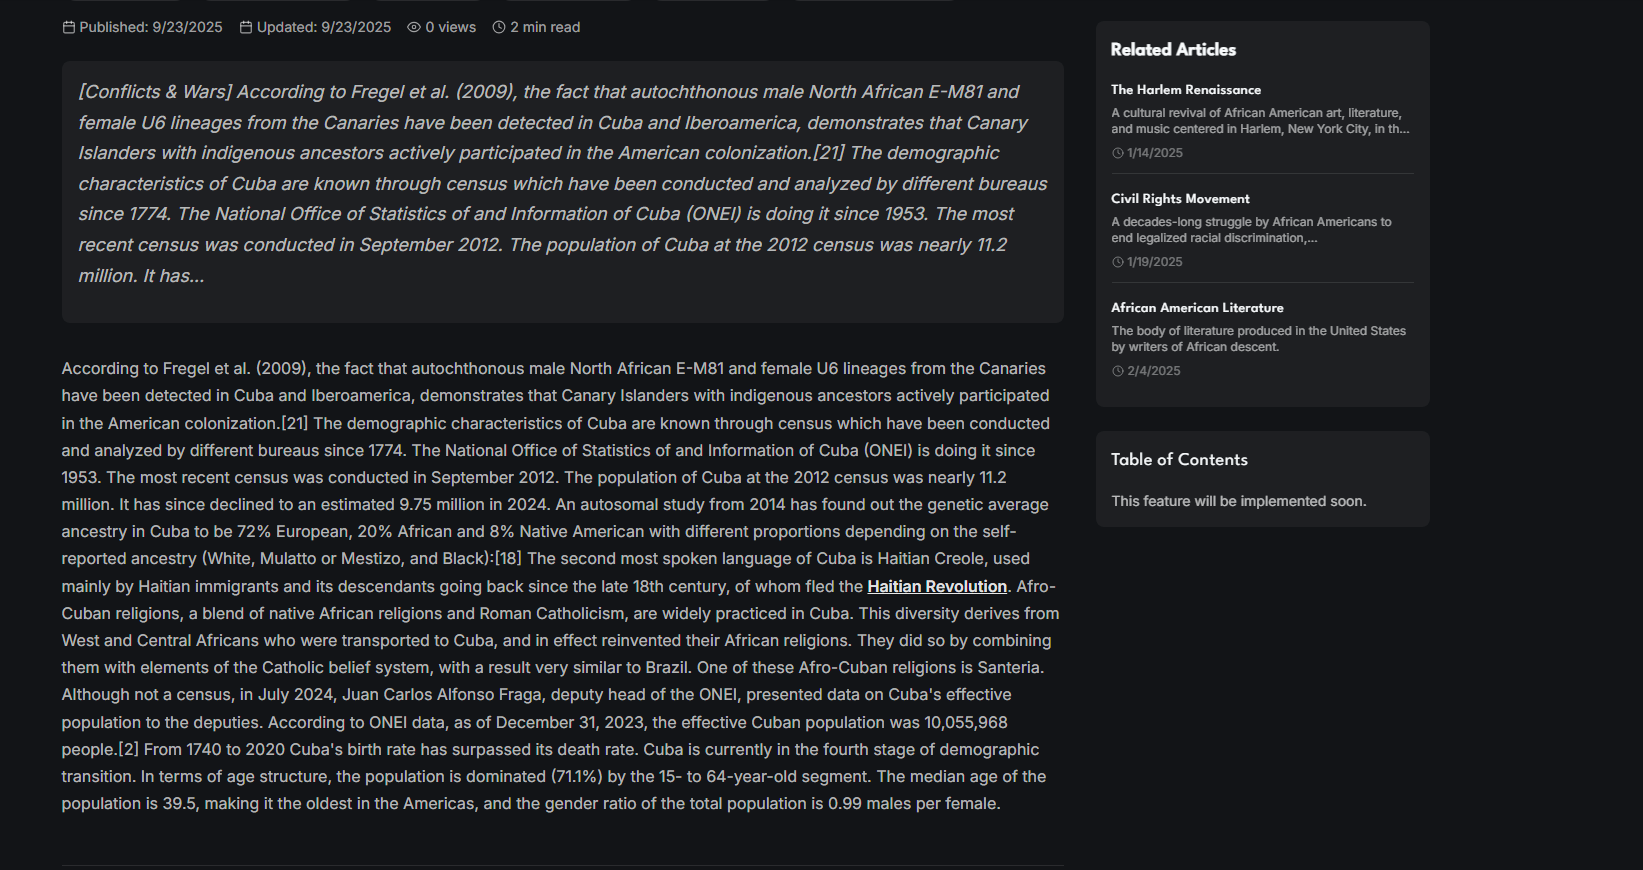 Published: 9/23/2025 Updated: 9/23/2025 0 views 2 min read
[Conflicts & Wars] According to Fregel et al. (2009), the fact that autochthonous male North African E-M81 and
female U6 lineages from the Canaries have been detected in Cuba and Iberoamerica, demonstrates that Canary
Islanders with indigenous ancestors actively participated in the American colonization.[21] The demographic
characteristics of Cuba are known through census which have been conducted and analyzed by different bureaus
since 1774. The National Office of Statistics of and Information of Cuba (ONEI) is doing it since 1953. The most
recent census was conducted in September 2012. The population of Cuba at the 2012 census was nearly 11.2
million. It has...
According to Fregel et al. (2009), the fact that autochthonous male North African E-M81 and female U6 lineages from the Canaries
have been detected in Cuba and Iberoamerica, demonstrates that Canary Islanders with indigenous ancestors actively participated
in the American colonization.[21] The demographic characteristics of Cuba are known through census which have been conducted
and analyzed by different bureaus since 1774. The National Office of Statistics of and Information of Cuba (ONEI) is doing it since
1953. The most recent census was conducted in September 2012. The population of Cuba at the 2012 census was nearly 11.2
million. It has since declined to an estimated 9.75 million in 2024. An autosomal study from 2014 has found out the genetic average
ancestry in Cuba to be 72% European, 20% African and 8% Native American with different proportions depending on the self-
reported ancestry (White, Mulatto or Mestizo, and Black):[18] The second most spoken language of Cuba is Haitian Creole, used
mainly by Haitian immigrants and its descendants going back since the late 18th century, of whom fled the Haitian Revolution. Afro-
Cuban religions, a blend of native African religions and Roman Catholicism, are widely practiced in Cuba. This diversity derives from
West and Central Africans who were transported to Cuba, and in effect reinvented their African religions. They did so by combining
them with elements of the Catholic belief system, with a result very similar to Brazil. One of these Afro-Cuban religions is Santeria.
Although not a census, in July 2024, Juan Carlos Alfonso Fraga, deputy head of the ONEI, presented data on Cuba's effective
population to the deputies. According to ONEI data, as of December 31, 2023, the effective Cuban population was 10,055,968
people.[2] From 1740 to 2020 Cuba's birth rate has surpassed its death rate. Cuba is currently in the fourth stage of demographic
transition. In terms of age structure, the population is dominated (71.1%) by the 15- to 64-year-old segment. The median age of the
population is 39.5, making it the oldest in the Americas, and the gender ratio of the total population is 0.99 males per female.
Related Articles
The Harlem Renaissance
A cultural revival of African American art, literature,
and music centered in Harlem, New York City, in th...
1/14/2025
Civil Rights Movement
A decades-long struggle by African Americans to
end legalized racial discrimination,...
1/19/2025
African American Literature
The body of literature produced in the United States
by writers of African descent.
2/4/2025
Table of Contents
This feature will be implemented soon.